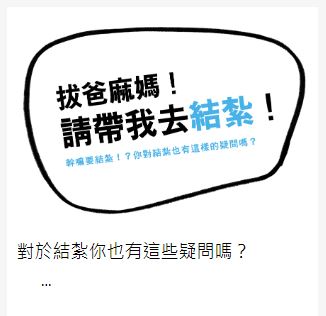 拔爸麻媽！
請帶我去結紮！
幹嘛要結紮！？你對結紮也有這樣的疑問嗎？
對於結紮你也有這些疑問嗎？
...